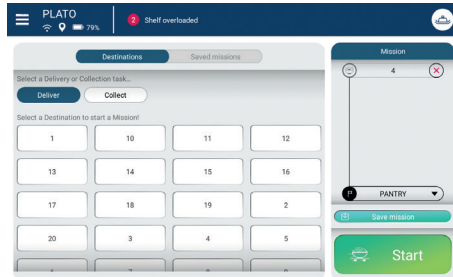 PLATO
79%
2 Shelf overloaded
Destinations Saved missions
Select a Delivery or Collection task...
Deliver Collect
Select a Destination to start a Mission!
1 10 11 12
13 14 15 16
17 18 19 2
20 3 4 5
Mission
4
PANTRY
Save mission
Start